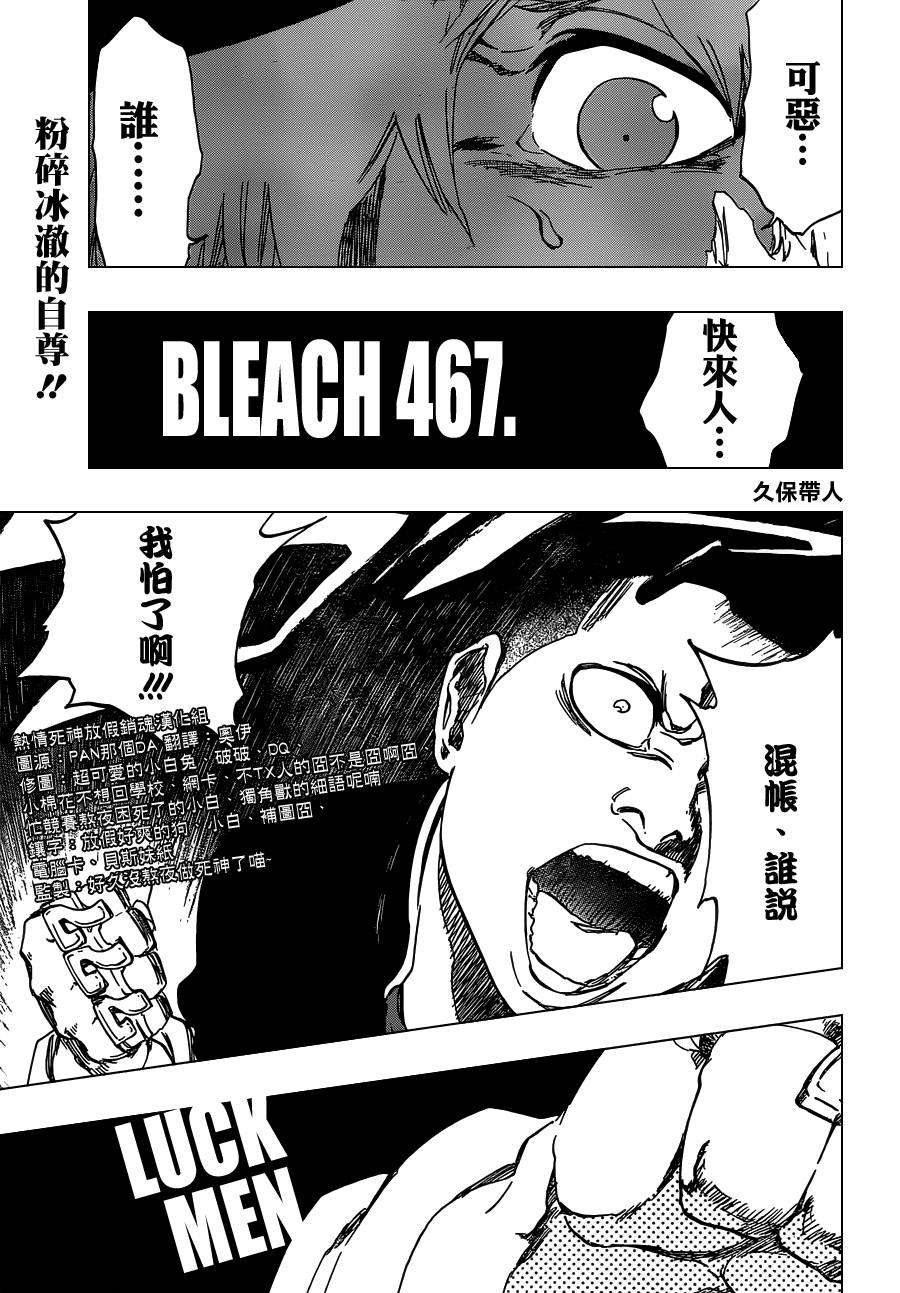 可惡…
誰……
粉碎冰澈的自尊!!
快來人…
BLEACH 467.
久保帶人
混帳、誰説
我怕了啊!!!
熱情死神放假銷魂漢化組
圖源：PAN那個DA 翻譯：奧伊
修圖：超可愛的小白兔、破破、DQ、
小棉花不想回學校、網卡、不TX人的囧不是囧啊囧、
忙競賽熬夜困死了的小白、獨角獸的細語呢喃
鑲字：放假好爽的狗、小白、補圖囧、
電腦卡、貝斯妹紙
監製：好久沒熬夜做死神了喵~
LUCK
MEN